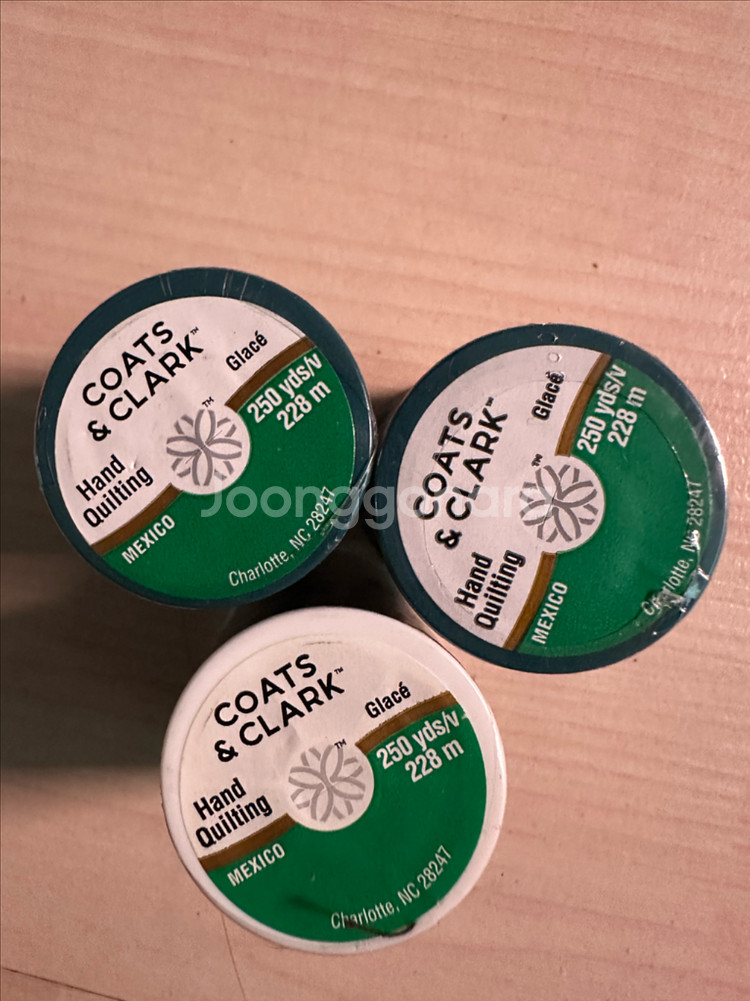 COATS
& CLARK™
Glacé
250 yds/v
228 m
™
Hand
Quilting
MEXICO
Charlotte, NC 28247
COATS
& CLARK™
Glacé
250 yds/v
228 m
™
Hand
Quilting
MEXICO
Charlotte, NC 28247
COATS
& CLARK™
Glacé
250 yds/v
228 m
™
Hand
Quilting
MEXICO
Charlotte, NC 28247
Joonggonara